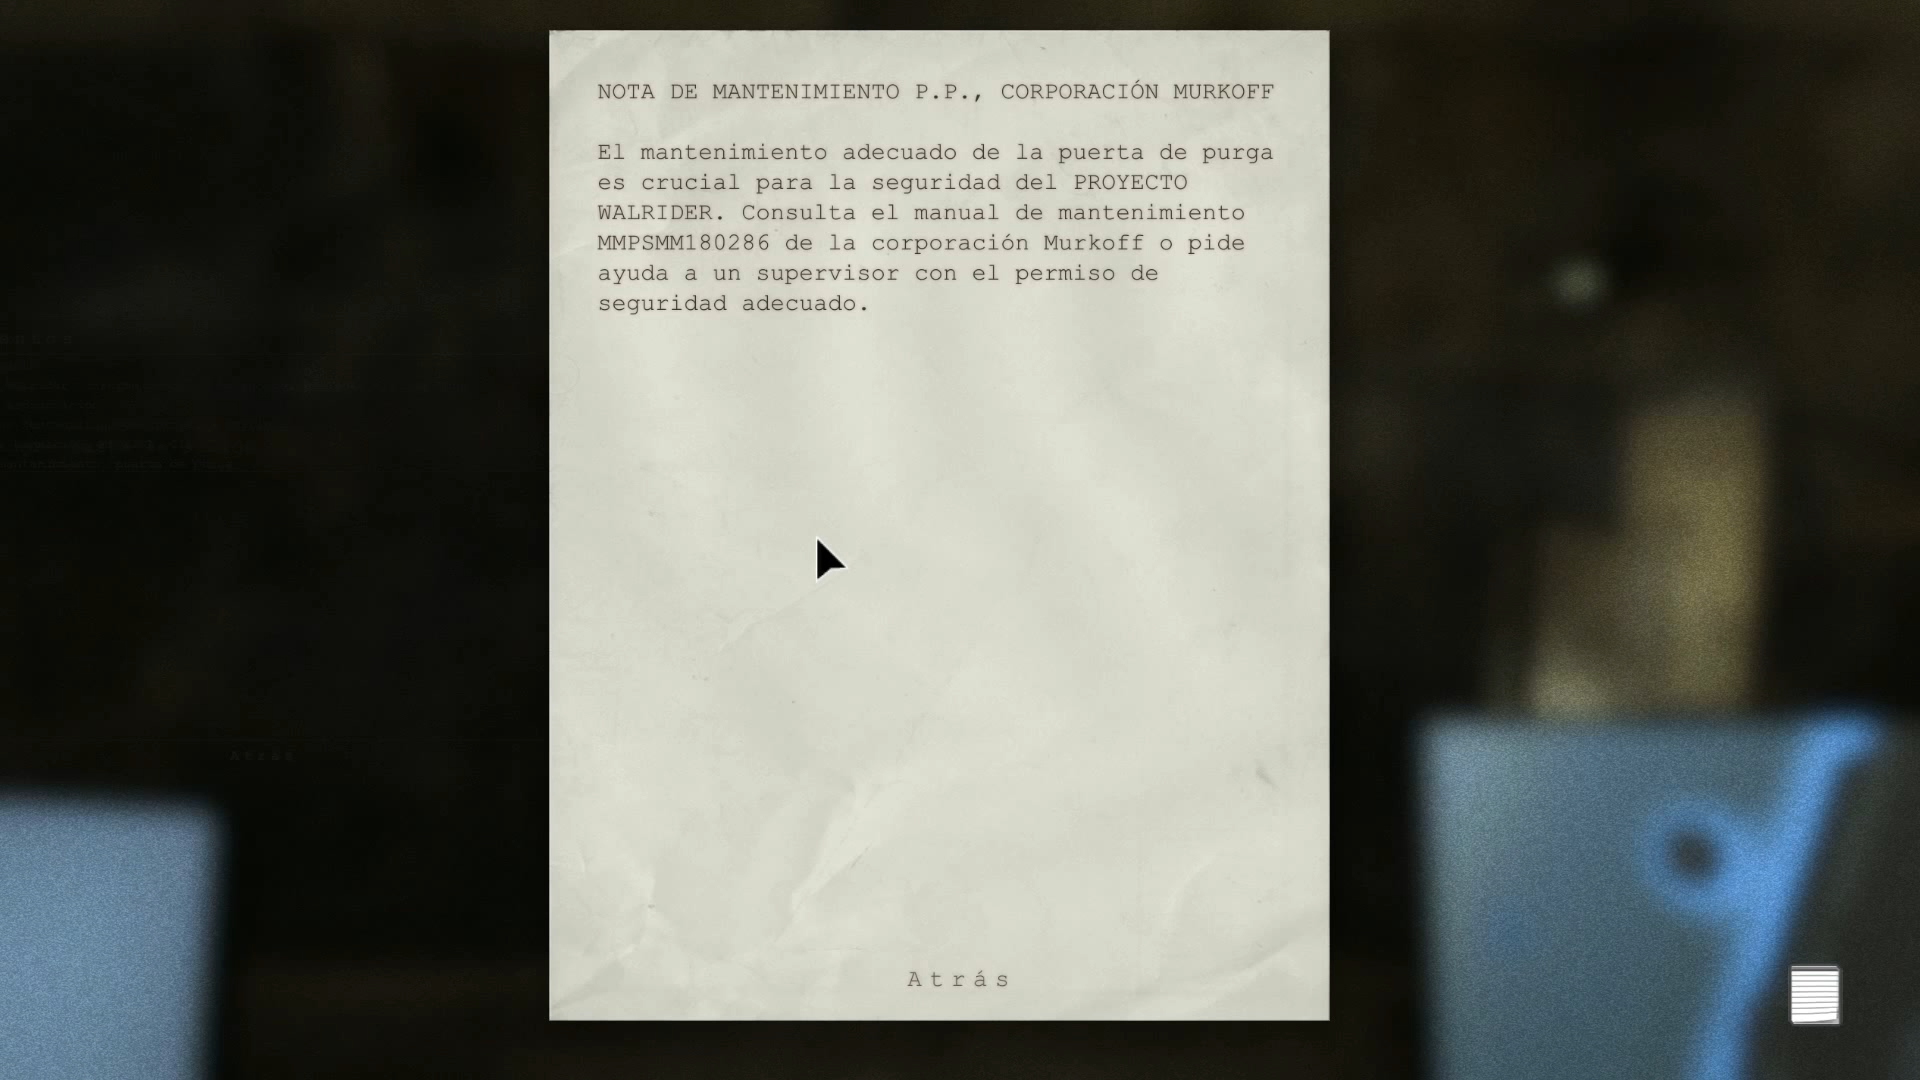 NOTA DE MANTENIMIENTO P.P., CORPORACIÓN MURKOFF
El mantenimiento adecuado de la puerta de purga
es crucial para la seguridad del PROYECTO
WALRIDER. Consulta el manual de mantenimiento
MMPSMM180286 de la corporación Murkoff o pide
ayuda a un supervisor con el permiso de
seguridad adecuado.
Atrás
Atrás